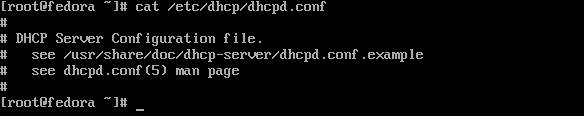 [root@fedora ~]# cat /etc/dhcp/dhcpd.conf
#
# DHCP Server Configuration file.
#   see /usr/share/doc/dhcp-server/dhcpd.conf.example
#   see dhcpd.conf(5) man page
#
[root@fedora ~]# _